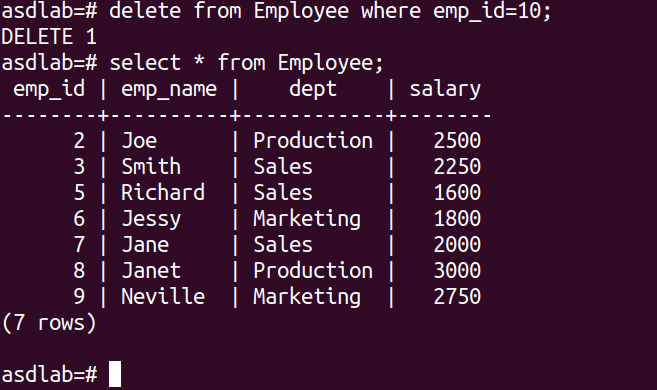 asdlab=# delete from Employee where emp_id=10;
DELETE 1
asdlab=# select * from Employee;
 emp_id | emp_name |    dept    | salary
--------+----------+------------+--------
      2 | Joe      | Production |   2500
      3 | Smith    | Sales      |   2250
      5 | Richard  | Sales      |   1600
      6 | Jessy    | Marketing  |   1800
      7 | Jane     | Sales      |   2000
      8 | Janet    | Production |   3000
      9 | Neville  | Marketing  |   2750
(7 rows)
asdlab=#